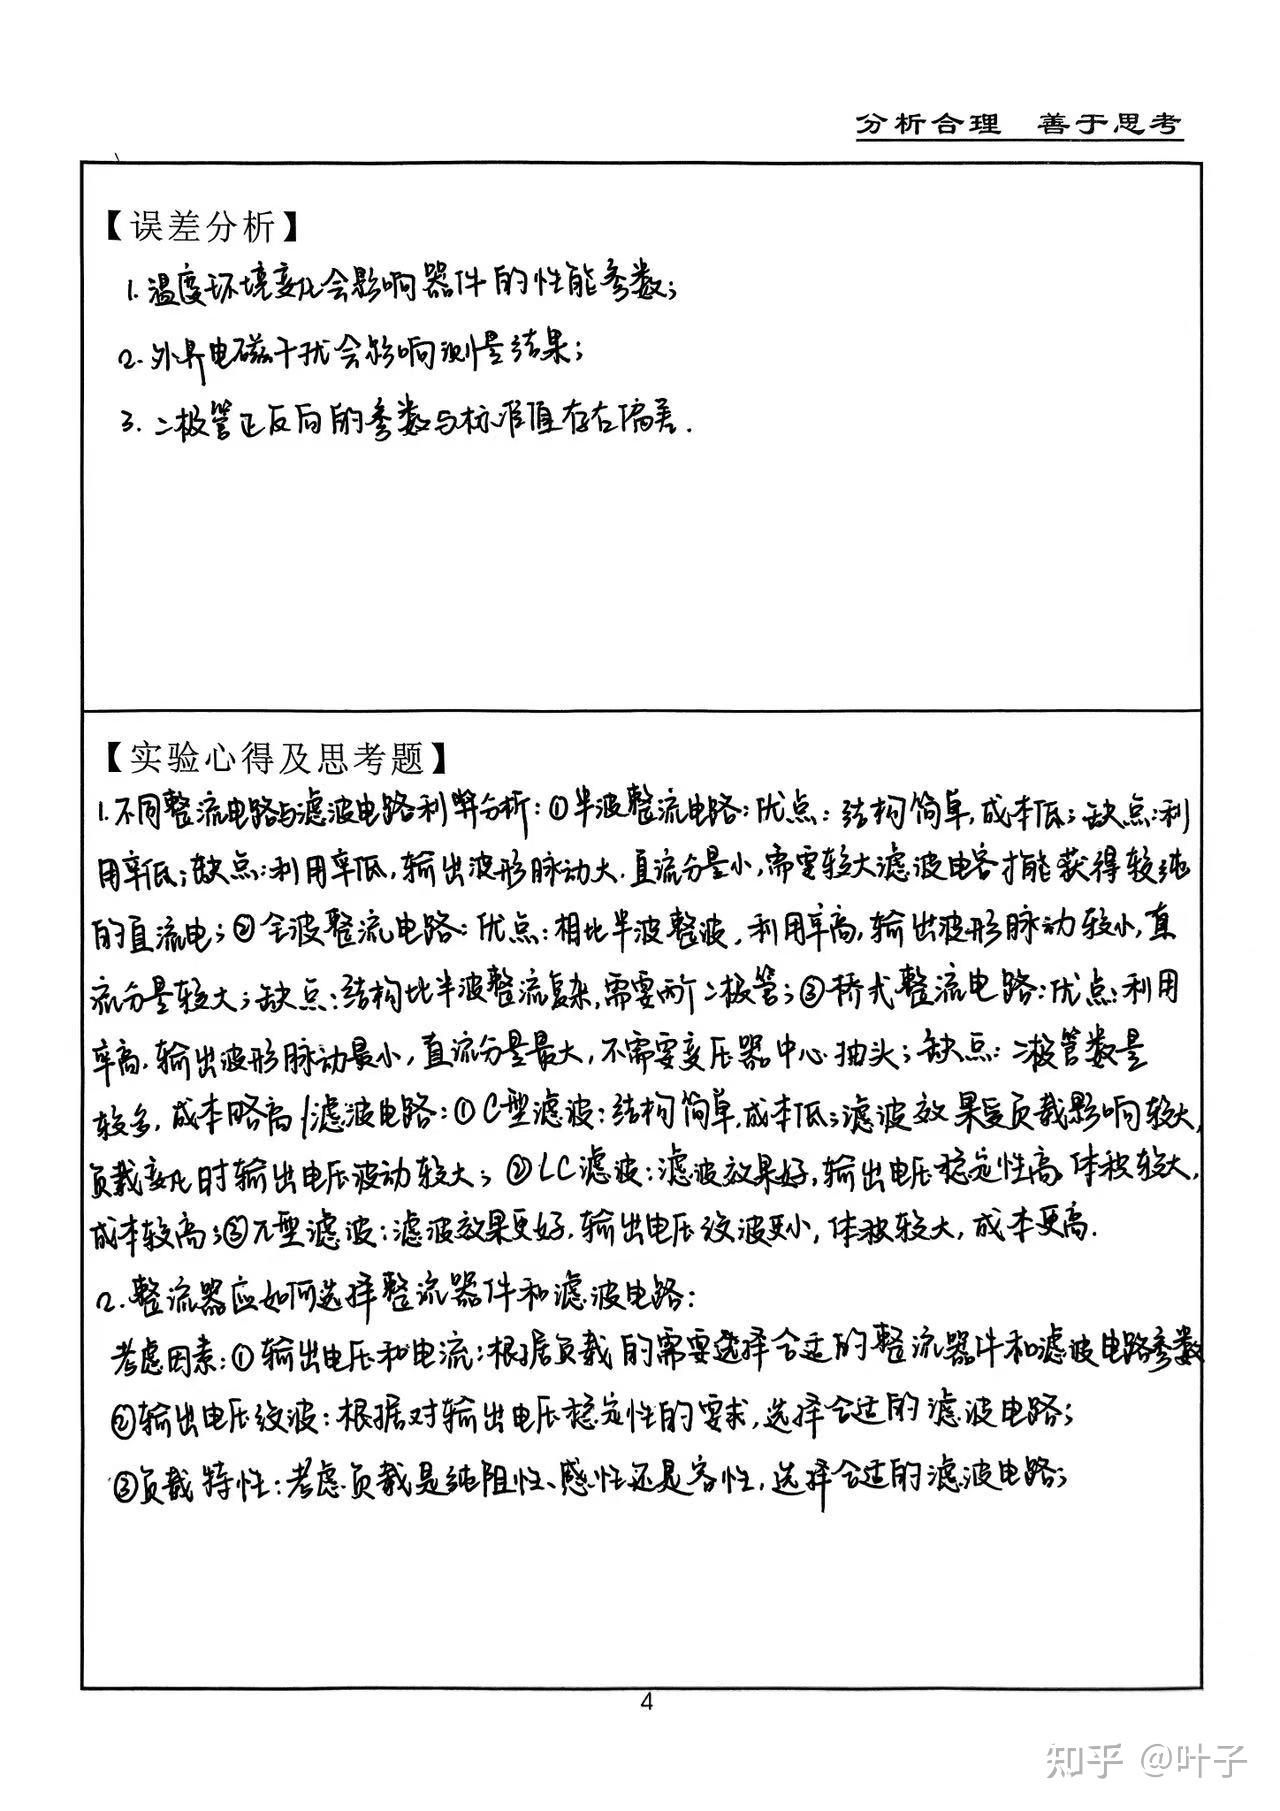 分析合理 善于思考
【误差分析】
1.温度环境变化会影响器件的性能参数;
2.外界电磁干扰会影响测量结果;
3.二极管正反向的参数与标准值存在偏差.
【实验心得及思考题】
1.不同整流电路与滤波电路利弊分析:①半波整流电路:优点:结构简单,成本低;缺点:利
用率低;缺点:利用率低,输出波形脉动大.直流分量小,需要较大滤波电容才能获得较纯
的直流电;②全波整流电路:优点:相比半波整波,利用率高,输出波形脉动较小,直
流分量较大;缺点:结构比半波整流复杂,需要两个二极管;③桥式整流电路:优点:利用
率高,输出波形脉动最小,直流分量最大,不需要变压器中心抽头;缺点:二极管数量
较多,成本略高/滤波电路:①C型滤波:结构简单,成本低;滤波效果受负载影响较大,
负载变化时输出电压波动较大;②LC滤波:滤波效果好,输出电压稳定性高,体积较大,
成本较高;③π型滤波:滤波效果更好,输出电压纹波更小,体积较大,成本更高.
2.整流器应如何选择整流器件和滤波电路:
考虑因素:①输出电压和电流:根据负载的需要选择合适的整流器件和滤波电路参数
②输出电压纹波:根据对输出电压稳定性的要求,选择合适的滤波电路;
③负载特性:考虑负载是纯阻性、感性还是容性,选择合适的滤波电路;
4
知乎 @叶子